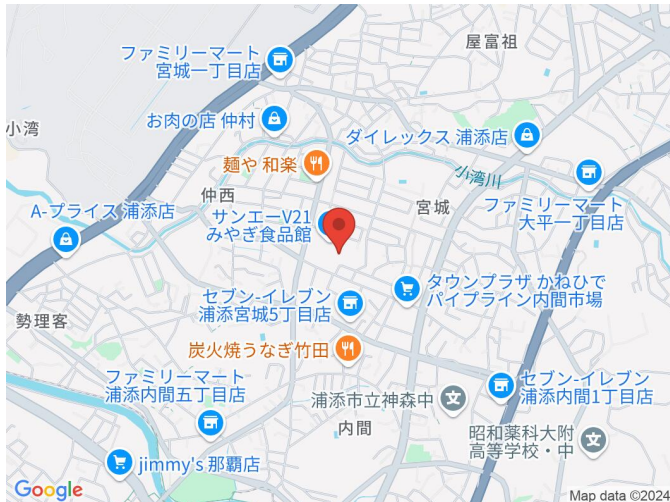 屋富祖
ファミリーマート
宮城一丁目店
お肉の店 仲村
小湾
ダイレックス 浦添店
麺や 和楽
小湾川
仲西
宮城
ファミリーマート
大平一丁目店
A-プライス 浦添店
サンエーV21
みやぎ食品館
タウンプラザ かねひで
パイプライン内間市場
セブン-イレブン
浦添宮城5丁目店
勢理客
炭火焼うなぎ竹田
ファミリーマート
浦添内間五丁目店
セブン-イレブン
浦添内間1丁目店
浦添市立神森中
内間
昭和薬科大附
高等学校・中
jimmy's 那覇店
Google
Map data ©2024